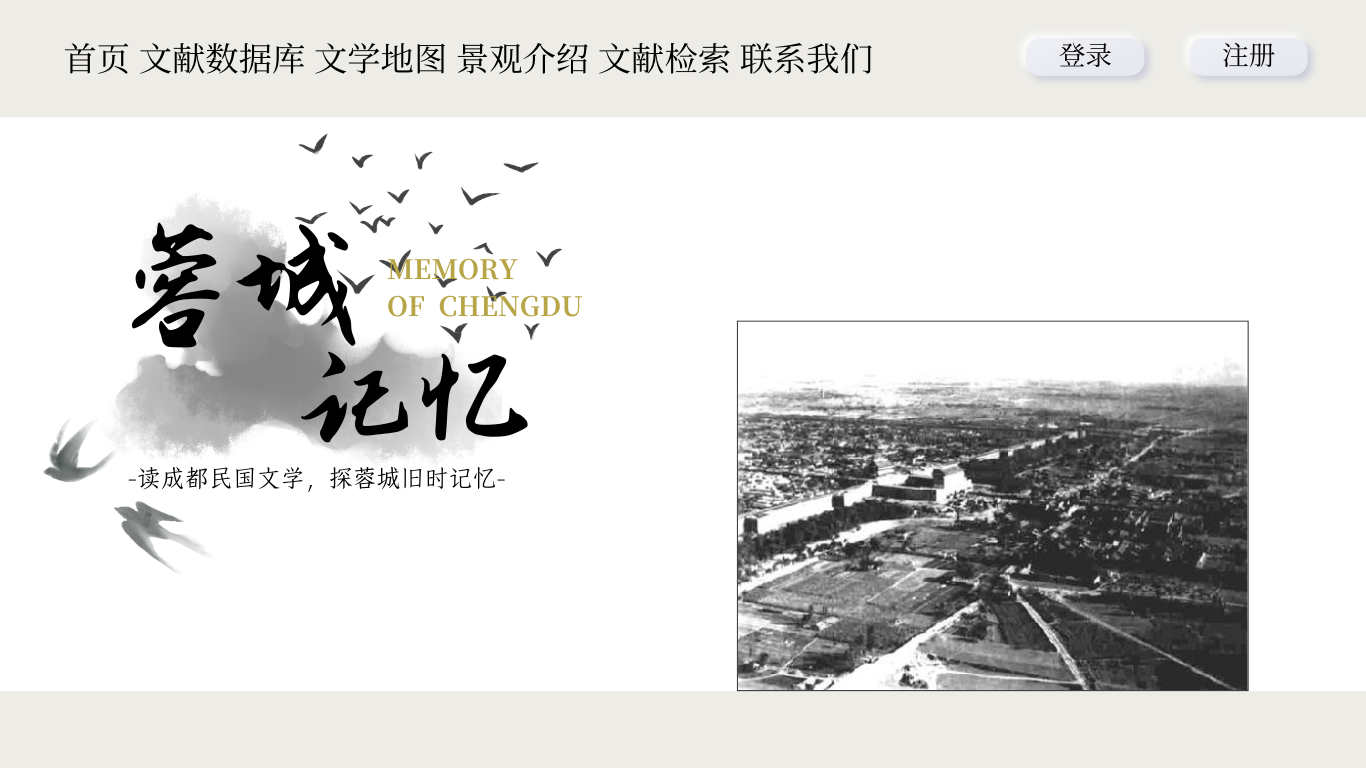 首页 文献数据库 文学地图 景观介绍 文献检索 联系我们
登录
注册
蓉城
MEMORY
OF CHENGDU
记忆
-读成都民国文学，探蓉城旧时记忆-